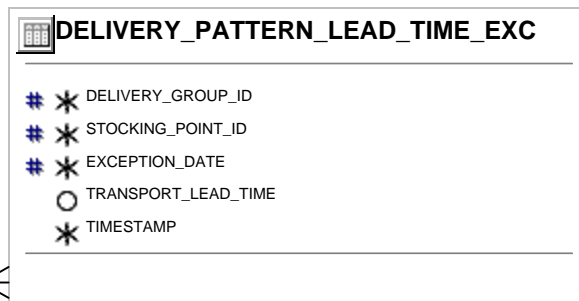 DELIVERY_PATTERN_LEAD_TIME_EXC
# * DELIVERY_GROUP_ID
# * STOCKING_POINT_ID
# * EXCEPTION_DATE
O TRANSPORT_LEAD_TIME
* TIMESTAMP